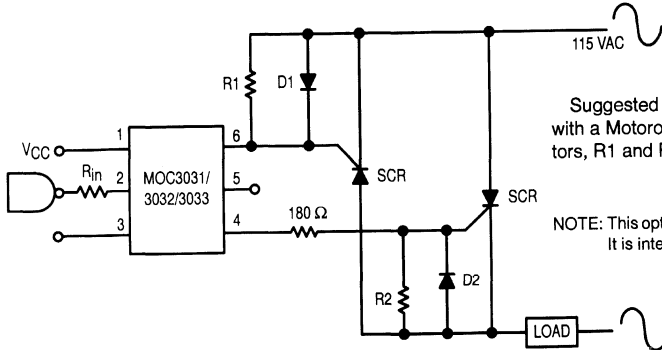 115 VAC
R1
D1
Suggested
with a Motoro
tors, R1 and
VCC
1
6
Rin
2
MOC3031/
3032/3033
5
SCR
SCR
3
4
180 Ω
NOTE: This opt
It is inte
R2
D2
LOAD